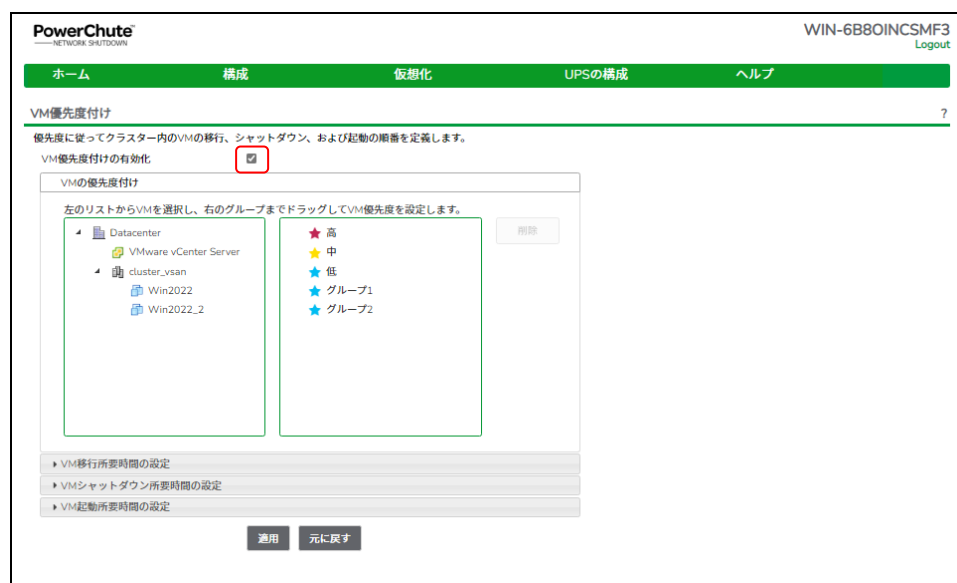 PowerChute™
NETWORK SHUTDOWN
WIN-6B8OINCSMF3
Logout
ホーム 構成 仮想化 UPSの構成 ヘルプ
VM優先度付け ?
優先度に従ってクラスター内のVMの移行、シャットダウン、および起動の順番を定義します。
VM優先度付けの有効化
VMの優先度付け
左のリストからVMを選択し、右のグループまでドラッグしてVM優先度を設定します。
Datacenter
VMware vCenter Server
cluster_vsan
Win2022
Win2022_2
高
中
低
グループ1
グループ2
削除
VM移行所要時間の設定
VMシャットダウン所要時間の設定
VM起動所要時間の設定
適用 元に戻す